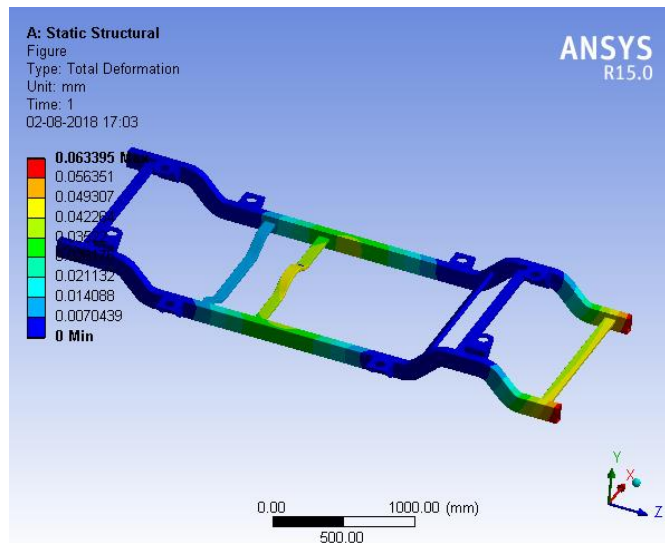 A: Static Structural
Figure
Type: Total Deformation
Unit: mm
Time: 1
02-08-2018 17:03
ANSYS
R15.0
0.063395
0.056351
0.049307
0.021132
0.014088
0.0070439
0 Min
Y
X
Z
0.00
1000.00 (mm)
500.00